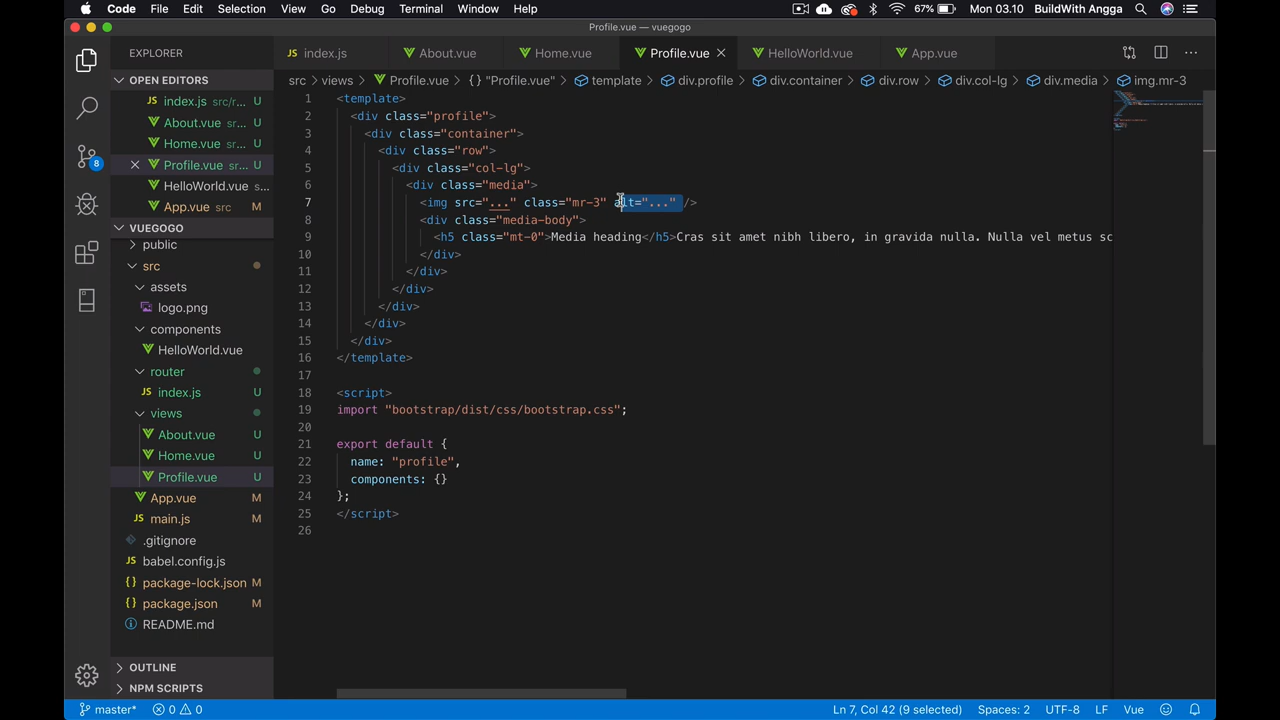 Code File Edit Selection View Go Debug Terminal Window Help 67% Mon 03.10 BuildWith Angga
Profile.vue — vuegogo
EXPLORER
index.js About.vue Home.vue Profile.vue HelloWorld.vue App.vue
src › views › Profile.vue › {} "Profile.vue" › template › div.profile › div.container › div.row › div.col-lg › div.media › img.mr-3
OPEN EDITORS
index.js src/r... U
About.vue sr... U
Home.vue sr... U
Profile.vue sr... U
HelloWorld.vue s...
App.vue src M
VUEGOGO
public
src
assets
logo.png
components
HelloWorld.vue
router
index.js U
views
About.vue U
Home.vue U
Profile.vue U
App.vue M
main.js M
.gitignore
babel.config.js
package-lock.json M
package.json M
README.md
OUTLINE
NPM SCRIPTS
8
1 <template>
2 <div class="profile">
3 <div class="container">
4 <div class="row">
5 <div class="col-lg">
6 <div class="media">
7 <img src="..." class="mr-3" alt="..." />
8 <div class="media-body">
9 <h5 class="mt-0">Media heading</h5>Cras sit amet nibh libero, in gravida nulla. Nulla vel metus sc
10 </div>
11 </div>
12 </div>
13 </div>
14 </div>
15 </div>
16 </template>
17
18 <script>
19 import "bootstrap/dist/css/bootstrap.css";
20
21 export default {
22 name: "profile",
23 components: {}
24 };
25 </script>
26
master* 0 0 Ln 7, Col 42 (9 selected) Spaces: 2 UTF-8 LF Vue